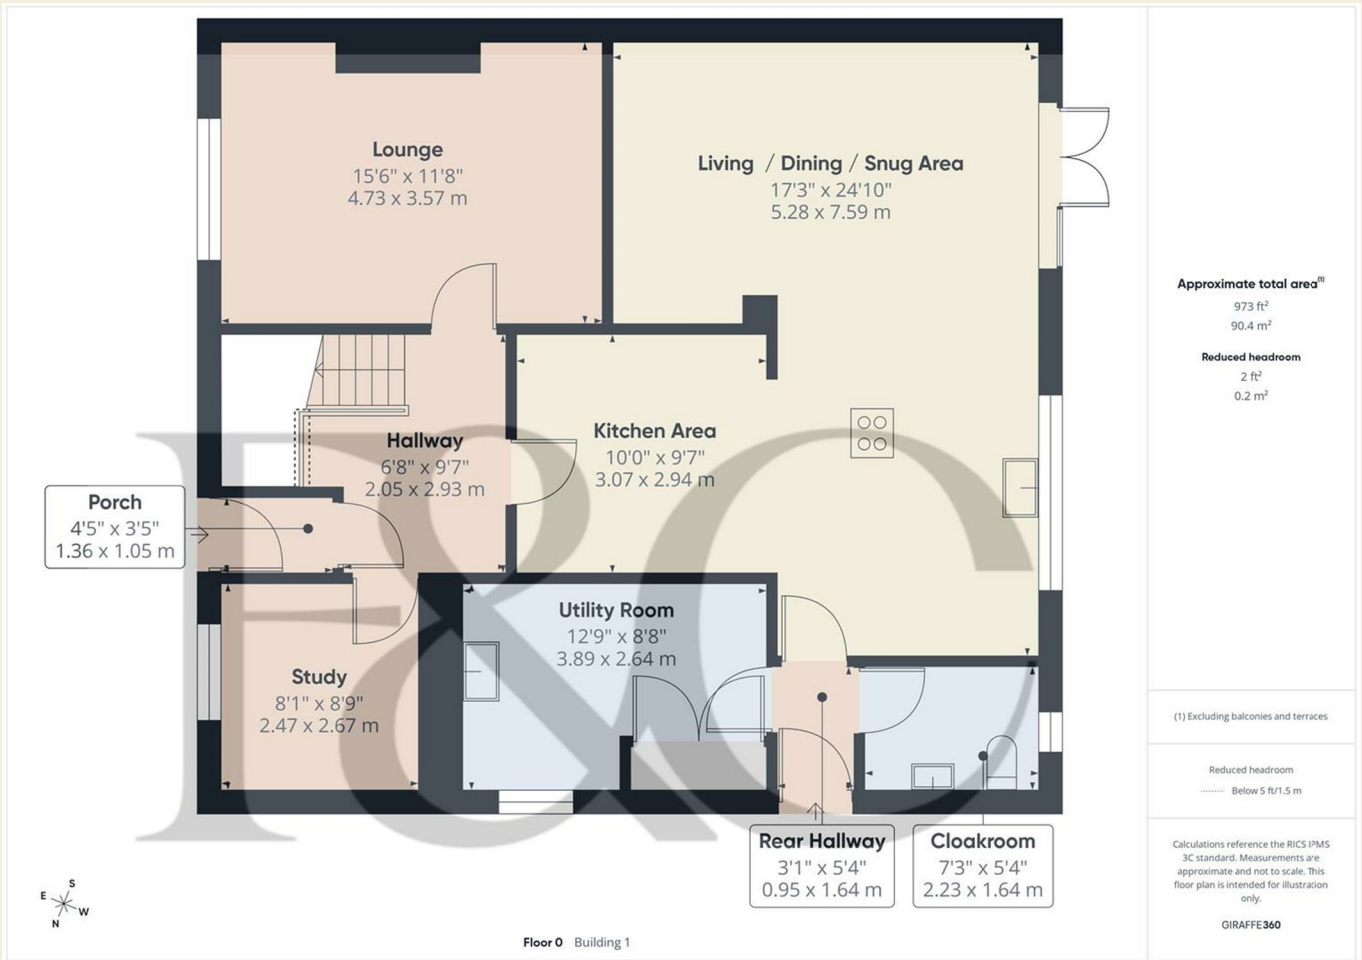 Lounge
15'6" x 11'8"
4.73 x 3.57 m
Living / Dining / Snug Area
17'3" x 24'10"
5.28 x 7.59 m
Hallway
6'8" x 9'7"
2.05 x 2.93 m
Kitchen Area
10'0" x 9'7"
3.07 x 2.94 m
Porch
4'5" x 3'5"
1.36 x 1.05 m
Study
8'1" x 8'9"
2.47 x 2.67 m
Utility Room
12'9" x 8'8"
3.89 x 2.64 m
Rear Hallway
3'1" x 5'4"
0.95 x 1.64 m
Cloakroom
7'3" x 5'4"
2.23 x 1.64 m
F&C
S
E
W
N
Floor 0 Building 1
Approximate total area(1)
973 ft²
90.4 m²
Reduced headroom
2 ft²
0.2 m²
(1) Excluding balconies and terraces
Reduced headroom
Below 5 ft/1.5 m
Calculations reference the RICS IPMS
3C standard. Measurements are
approximate and not to scale. This
floor plan is intended for illustration
only.
GIRAFFE360